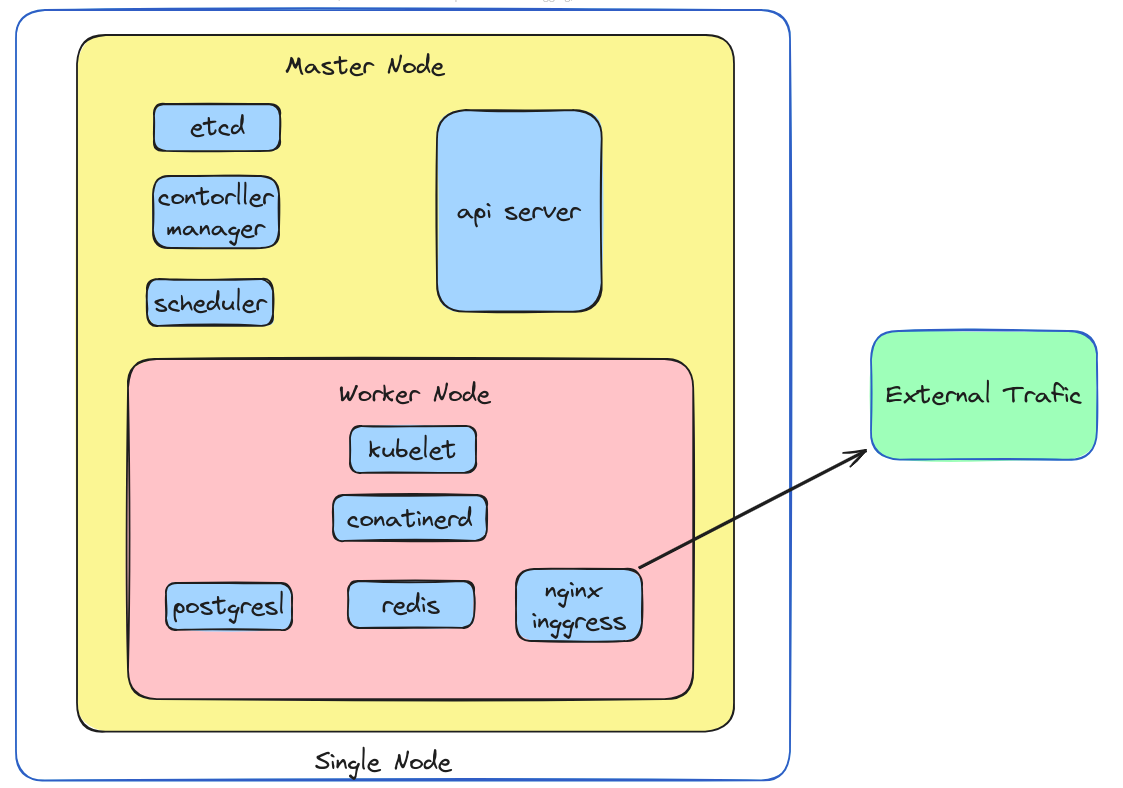 Master Node
etcd
api server
contorller
manager
scheduler
Worker Node
kubelet
conatinerd
postgresl
redis
nginx
inggress
External Trafic
Single Node